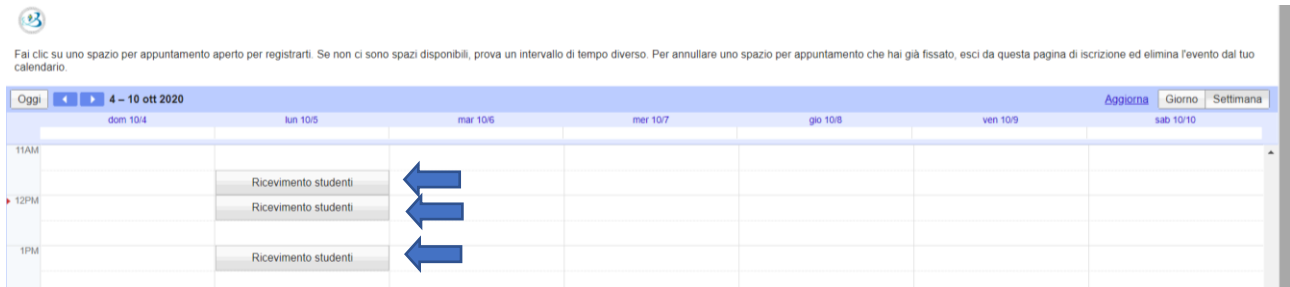 Fai clic su uno spazio per appuntamento aperto per registrarti. Se non ci sono spazi disponibili, prova un intervallo di tempo diverso. Per annullare uno spazio per appuntamento che hai già fissato, esci da questa pagina di iscrizione ed elimina l'evento dal tuo
calendario.
Oggi 4 – 10 ott 2020 Aggiorna Giorno Settimana
dom 10/4 lun 10/5 mar 10/6 mer 10/7 gio 10/8 ven 10/9 sab 10/10
11AM
Ricevimento studenti
12PM
Ricevimento studenti
1PM
Ricevimento studenti